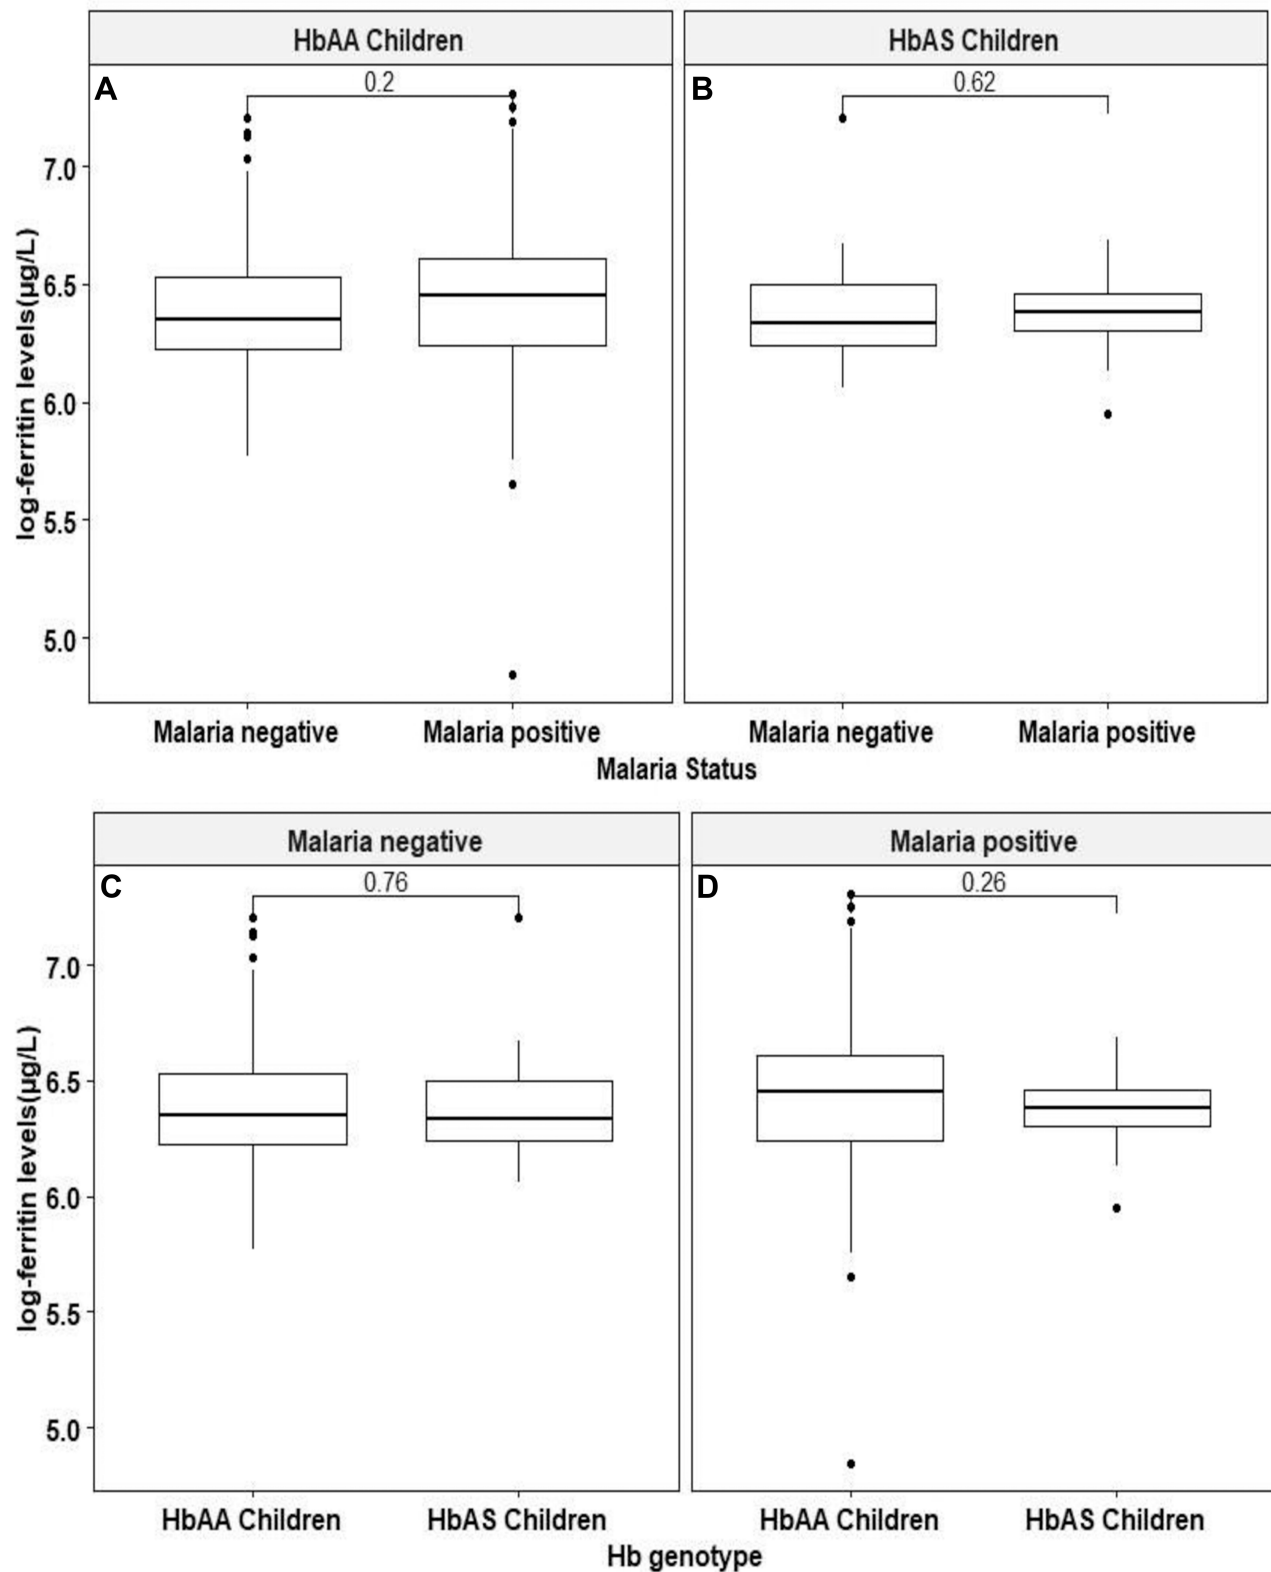 HbAA Children
HbAS Children
A
0.2
B
0.62
log-ferritin levels(µg/L)
7.0
6.5
6.0
5.5
5.0
Malaria negative
Malaria positive
Malaria negative
Malaria positive
Malaria Status
Malaria negative
Malaria positive
C
0.76
D
0.26
log-ferritin levels(µg/L)
7.0
6.5
6.0
5.5
5.0
HbAA Children
HbAS Children
HbAA Children
HbAS Children
Hb genotype